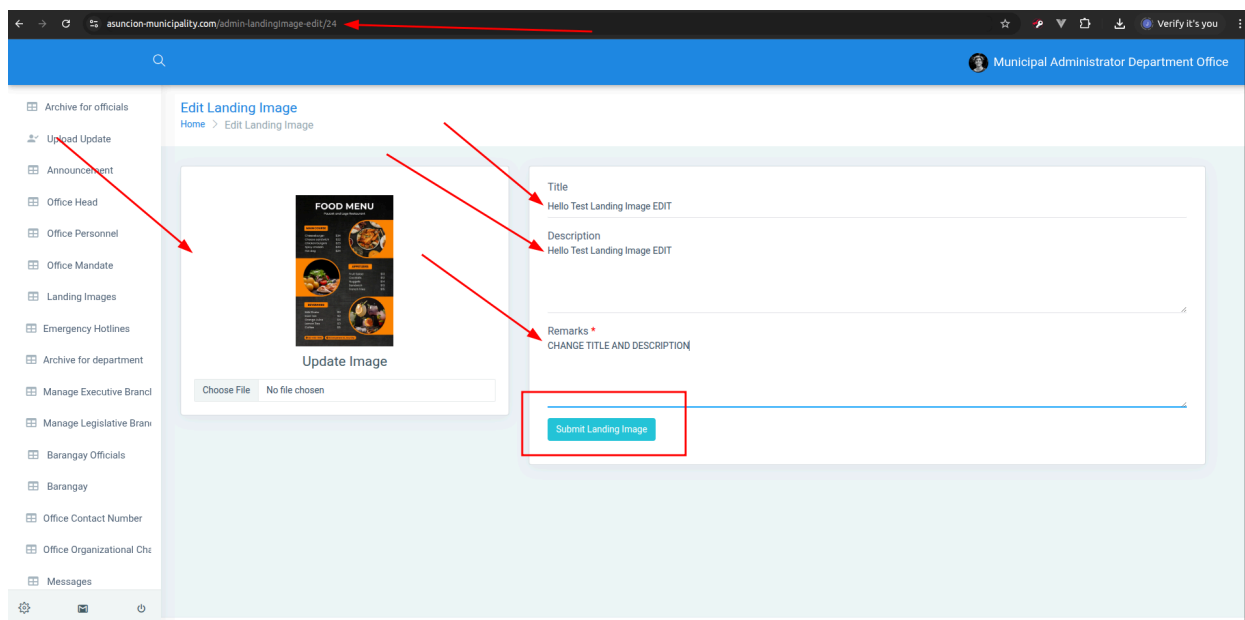 asuncion-municipality.com/admin-landingImage-edit/24
Verify it's you
Municipal Administrator Department Office
Archive for officials
Upload Update
Announcement
Office Head
Office Personnel
Office Mandate
Landing Images
Emergency Hotlines
Archive for department
Manage Executive Brancl
Manage Legislative Bran
Barangay Officials
Barangay
Office Contact Number
Office Organizational Cha
Messages
Edit Landing Image
Home > Edit Landing Image
FOOD MENU
Update Image
Choose File No file chosen
Title
Hello Test Landing Image EDIT
Description
Hello Test Landing Image EDIT
Remarks *
CHANGE TITLE AND DESCRIPTION
Submit Landing Image